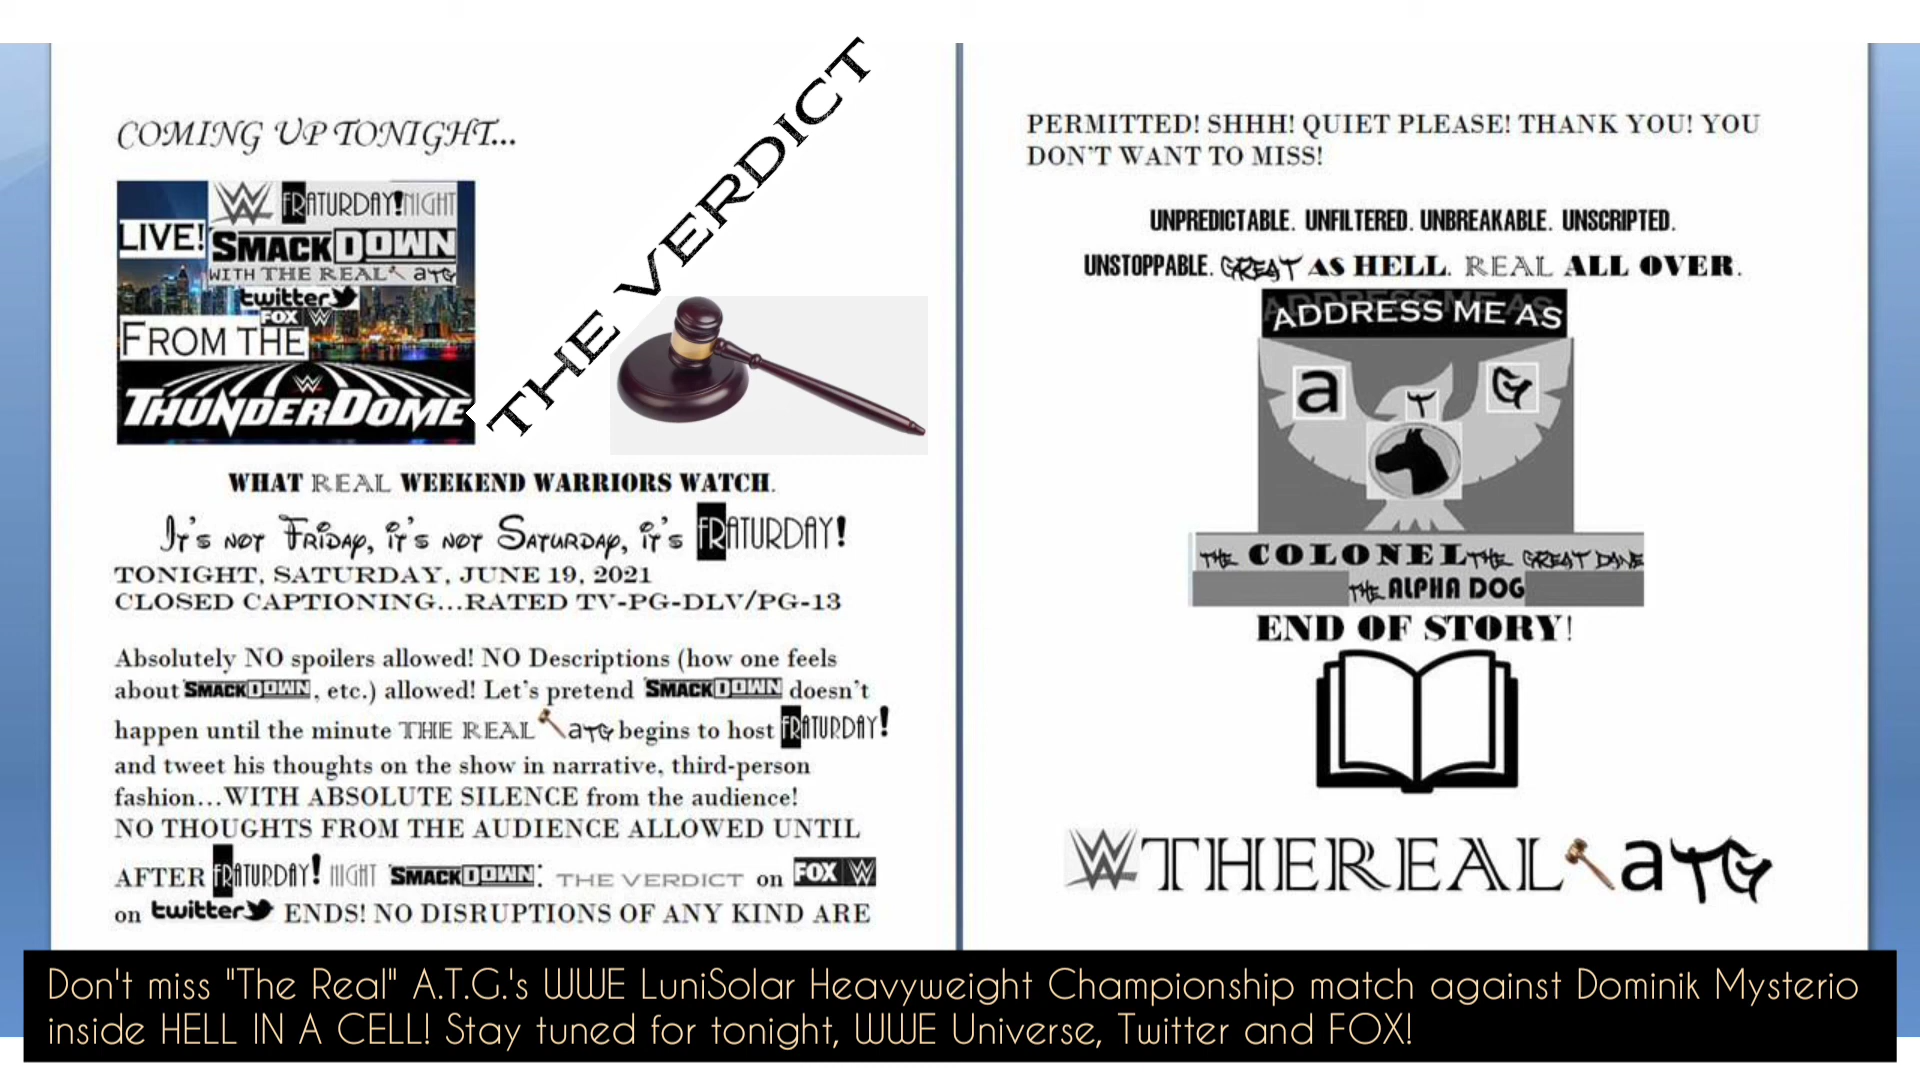 COMING UP TONIGHT...
THE VERDICT
W FRATURDAY! NIGHT
LIVE! SMACKDOWN
WITH THE REAL aTG
twitter
FOX W
FROM THE
W
THUNDERDOME
WHAT REAL WEEKEND WARRIORS WATCH.
It's not Friday, it's not Saturday, it's FRATURDAY!
TONIGHT, SATURDAY, JUNE 19, 2021
CLOSED CAPTIONING...RATED TV-PG-DLV/PG-13
Absolutely NO spoilers allowed! NO Descriptions (how one feels
about SMACKDOWN, etc.) allowed! Let's pretend SMACKDOWN doesn't
happen until the minute THE REAL aTG begins to host FRATURDAY!
and tweet his thoughts on the show in narrative, third-person
fashion...WITH ABSOLUTE SILENCE from the audience!
NO THOUGHTS FROM THE AUDIENCE ALLOWED UNTIL
AFTER FRATURDAY! NIGHT SMACKDOWN: THE VERDICT on FOX W
on twitter ENDS! NO DISRUPTIONS OF ANY KIND ARE
PERMITTED! SHHH! QUIET PLEASE! THANK YOU! YOU
DON'T WANT TO MISS!
UNPREDICTABLE. UNFILTERED. UNBREAKABLE. UNSCRIPTED.
UNSTOPPABLE. GREAT AS HELL. REAL ALL OVER.
ADDRESS ME AS
a T G
THE COLONEL THE GREAT DANE
THE ALPHA DOG
END OF STORY!
W THE REAL aTG
Don't miss "The Real" A.T.G.'s WWE LuniSolar Heavyweight Championship match against Dominik Mysterio
inside HELL IN A CELL! Stay tuned for tonight, WWE Universe, Twitter and FOX!